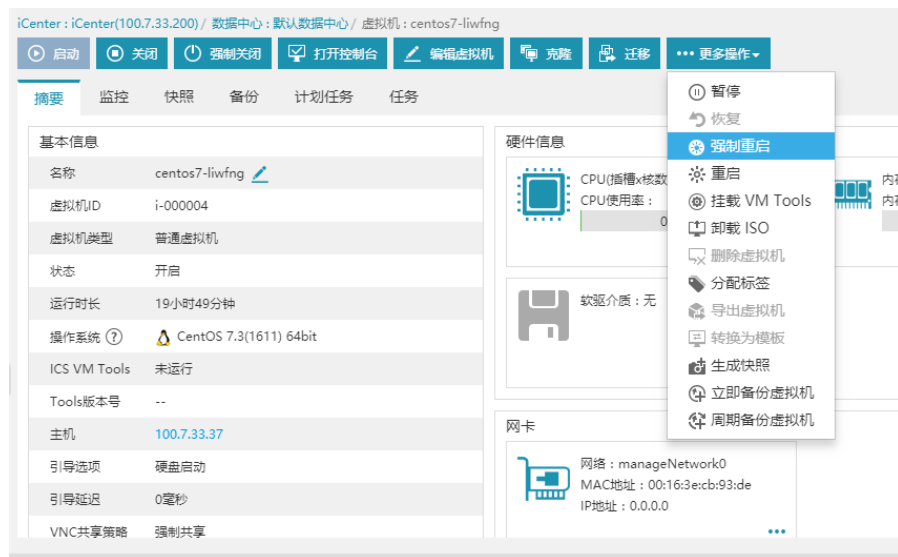 iCenter : iCenter(100.7.33.200) / 数据中心 : 默认数据中心 / 虚拟机 : centos7-liwfng
启动 关闭 强制关闭 打开控制台 编辑虚拟机 克隆 迁移 ••• 更多操作
摘要 监控 快照 备份 计划任务 任务
暂停
恢复
强制重启
重启
挂载 VM Tools
卸载 ISO
删除虚拟机
分配标签
导出虚拟机
转换为模板
生成快照
立即备份虚拟机
周期备份虚拟机
基本信息
名称 centos7-liwfng
虚拟机ID i-000004
虚拟机类型 普通虚拟机
状态 开启
运行时长 19小时49分钟
操作系统 ? CentOS 7.3(1611) 64bit
ICS VM Tools 未运行
Tools版本号 --
主机 100.7.33.37
引导选项 硬盘启动
引导延迟 0毫秒
VNC共享策略 强制共享
硬件信息
CPU(插槽x核数
CPU使用率：
0
内存
内存
软驱介质：无
网卡
网络：manageNetwork0
MAC地址：00:16:3e:cb:93:de
IP地址：0.0.0.0
•••